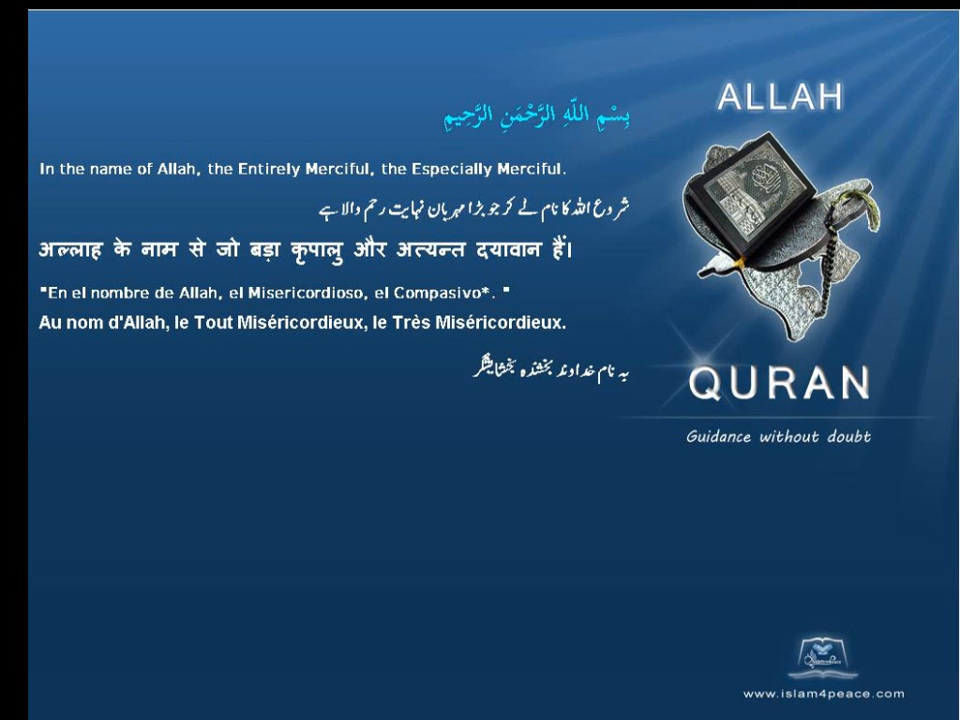 بِسْمِ اللَّهِ الرَّحْمَنِ الرَّحِيمِ
In the name of Allah, the Entirely Merciful, the Especially Merciful.
شروع الله کا نام لے کر جو بڑا مہربان نہایت رحم والا ہے
अल्लाह के नाम से जो बड़ा कृपालु और अत्यन्त दयावान हैं।
"En el nombre de Allah, el Misericordioso, el Compasivo*. "
Au nom d'Allah, le Tout Miséricordieux, le Très Miséricordieux.
به نام خداوند بخشنده بخشایشگر
ALLAH
QURAN
Guidance without doubt
www.islam4peace.com